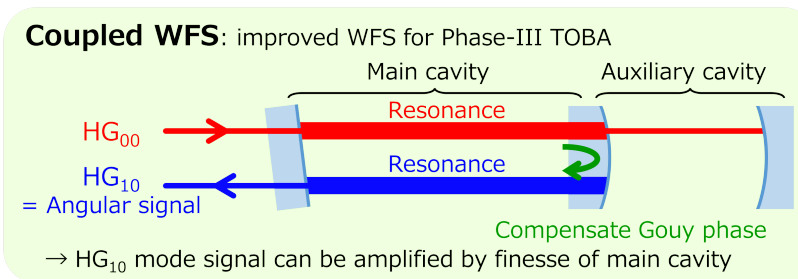 Coupled WFS: improved WFS for Phase-III TOBA
Main cavity
Auxiliary cavity
Resonance
HG₀₀
Resonance
HG₁₀
= Angular signal
Compensate Gouy phase
→ HG₁₀ mode signal can be amplified by finesse of main cavity